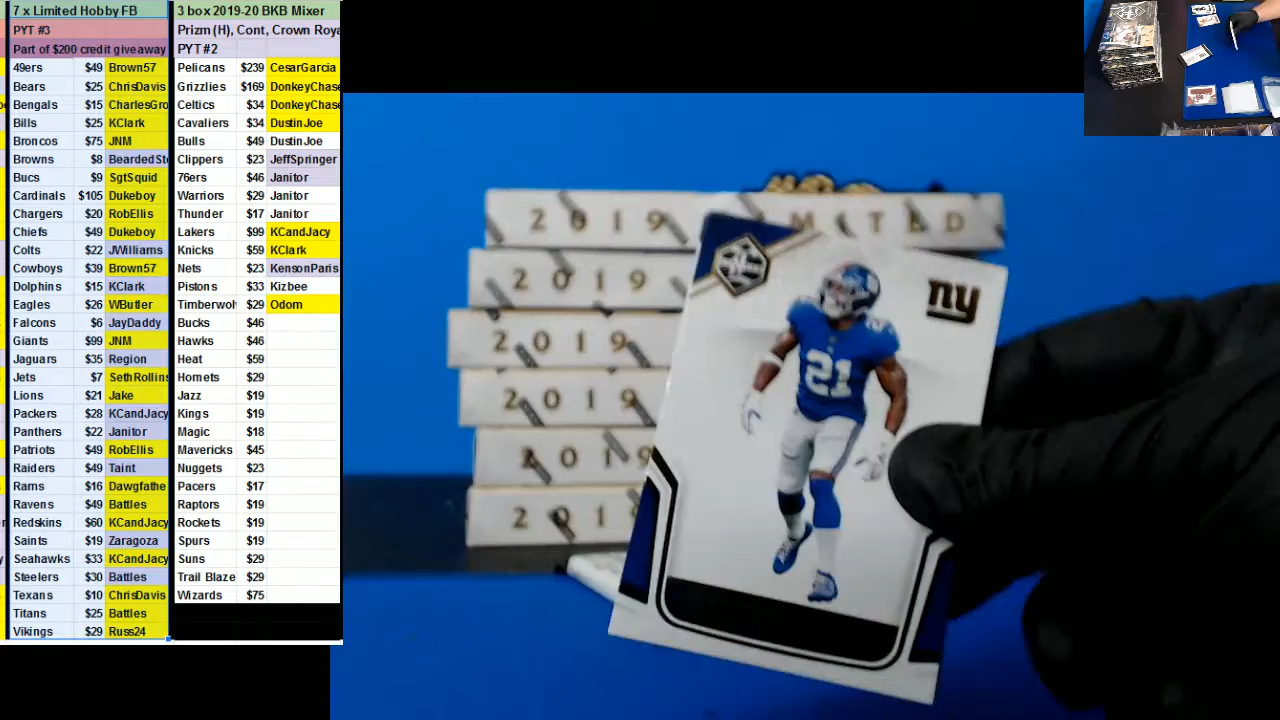 7 x Limited Hobby FB
PYT #3
Part of $200 credit giveaway
49ers $49 Brown57
Bears $25 ChrisDavis
Bengals $15 CharlesGro
Bills $25 KClark
Broncos $75 JNM
Browns $8 BeardedSt
Bucs $9 SgtSquid
Cardinals $105 Dukeboy
Chargers $20 RobEllis
Chiefs $49 Dukeboy
Colts $22 JWilliams
Cowboys $39 Brown57
Dolphins $15 KClark
Eagles $26 WButler
Falcons $6 JayDaddy
Giants $99 JNM
Jaguars $35 Region
Jets $7 SethRollins
Lions $21 Jake
Packers $28 KCandJacy
Panthers $22 Janitor
Patriots $49 RobEllis
Raiders $49 Taint
Rams $16 Dawgfathe
Ravens $49 Battles
Redskins $60 KCandJacy
Saints $19 Zaragoza
Seahawks $33 KCandJacy
Steelers $30 Battles
Texans $10 ChrisDavis
Titans $25 Battles
Vikings $29 Russ24
3 box 2019-20 BKB Mixer
Prizm (H), Cont, Crown Roya
PYT #2
Pelicans $239 CesarGarcia
Grizzlies $169 DonkeyChase
Celtics $34 DonkeyChase
Cavaliers $34 DustinJoe
Bulls $49 DustinJoe
Clippers $23 JeffSpringer
76ers $46 Janitor
Warriors $29 Janitor
Thunder $17 Janitor
Lakers $99 KCandJacy
Knicks $59 KClark
Nets $23 KensonParis
Pistons $33 Kizbee
Timberwol $29 Odom
Bucks $46
Hawks $46
Heat $59
Hornets $29
Jazz $19
Kings $19
Magic $18
Mavericks $45
Nuggets $23
Pacers $17
Raptors $19
Rockets $19
Spurs $19
Suns $29
Trail Blaze $29
Wizards $75
2019 LIMITED
2019
2019
2019
2019
2019
ny
21